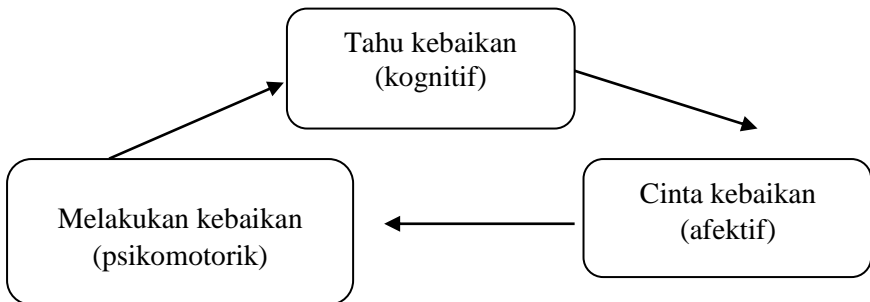 Tahu kebaikan
(kognitif)
Cinta kebaikan
(afektif)
Melakukan kebaikan
(psikomotorik)